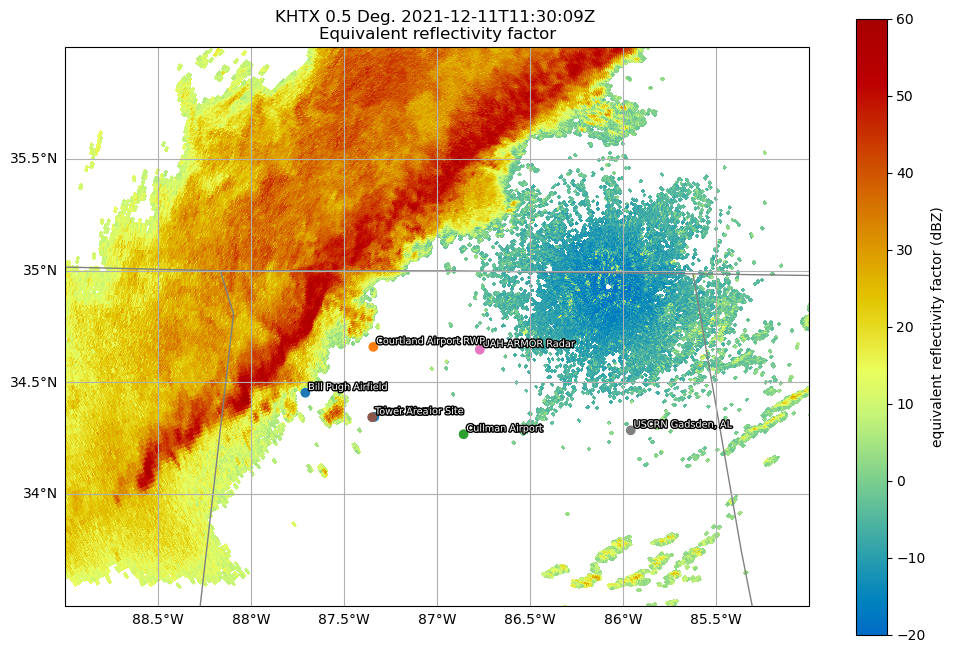 KHTX 0.5 Deg. 2021-12-11T11:30:09Z
Equivalent reflectivity factor
35.5°N
35°N
34.5°N
34°N
88.5°W
88°W
87.5°W
87°W
86.5°W
86°W
85.5°W
Courtland Airport RWP
UAH ARMOR Radar
Bill Pugh Airfield
Tower Site
Cullman Airport
USCRN Gadsden, AL
60
50
40
30
20
10
0
−10
−20
equivalent reflectivity factor (dBZ)